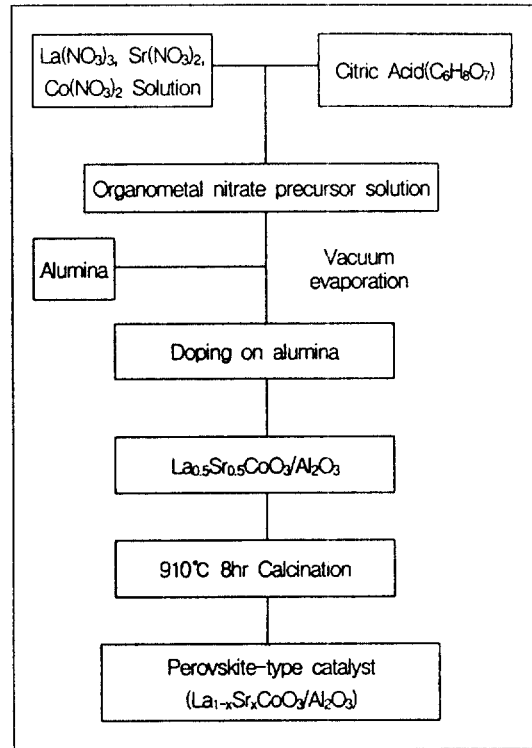 La(NO₃)₃, Sr(NO₃)₂,
Co(NO₃)₂ Solution
Citric Acid(C₆H₈O₇)
Organometal nitrate precursor solution
Alumina
Vacuum
evaporation
Doping on alumina
La₀.₅Sr₀.₅CoO₃/Al₂O₃
910℃ 8hr Calcination
Perovskite-type catalyst
(La₁₋ₓSrₓCoO₃/Al₂O₃)